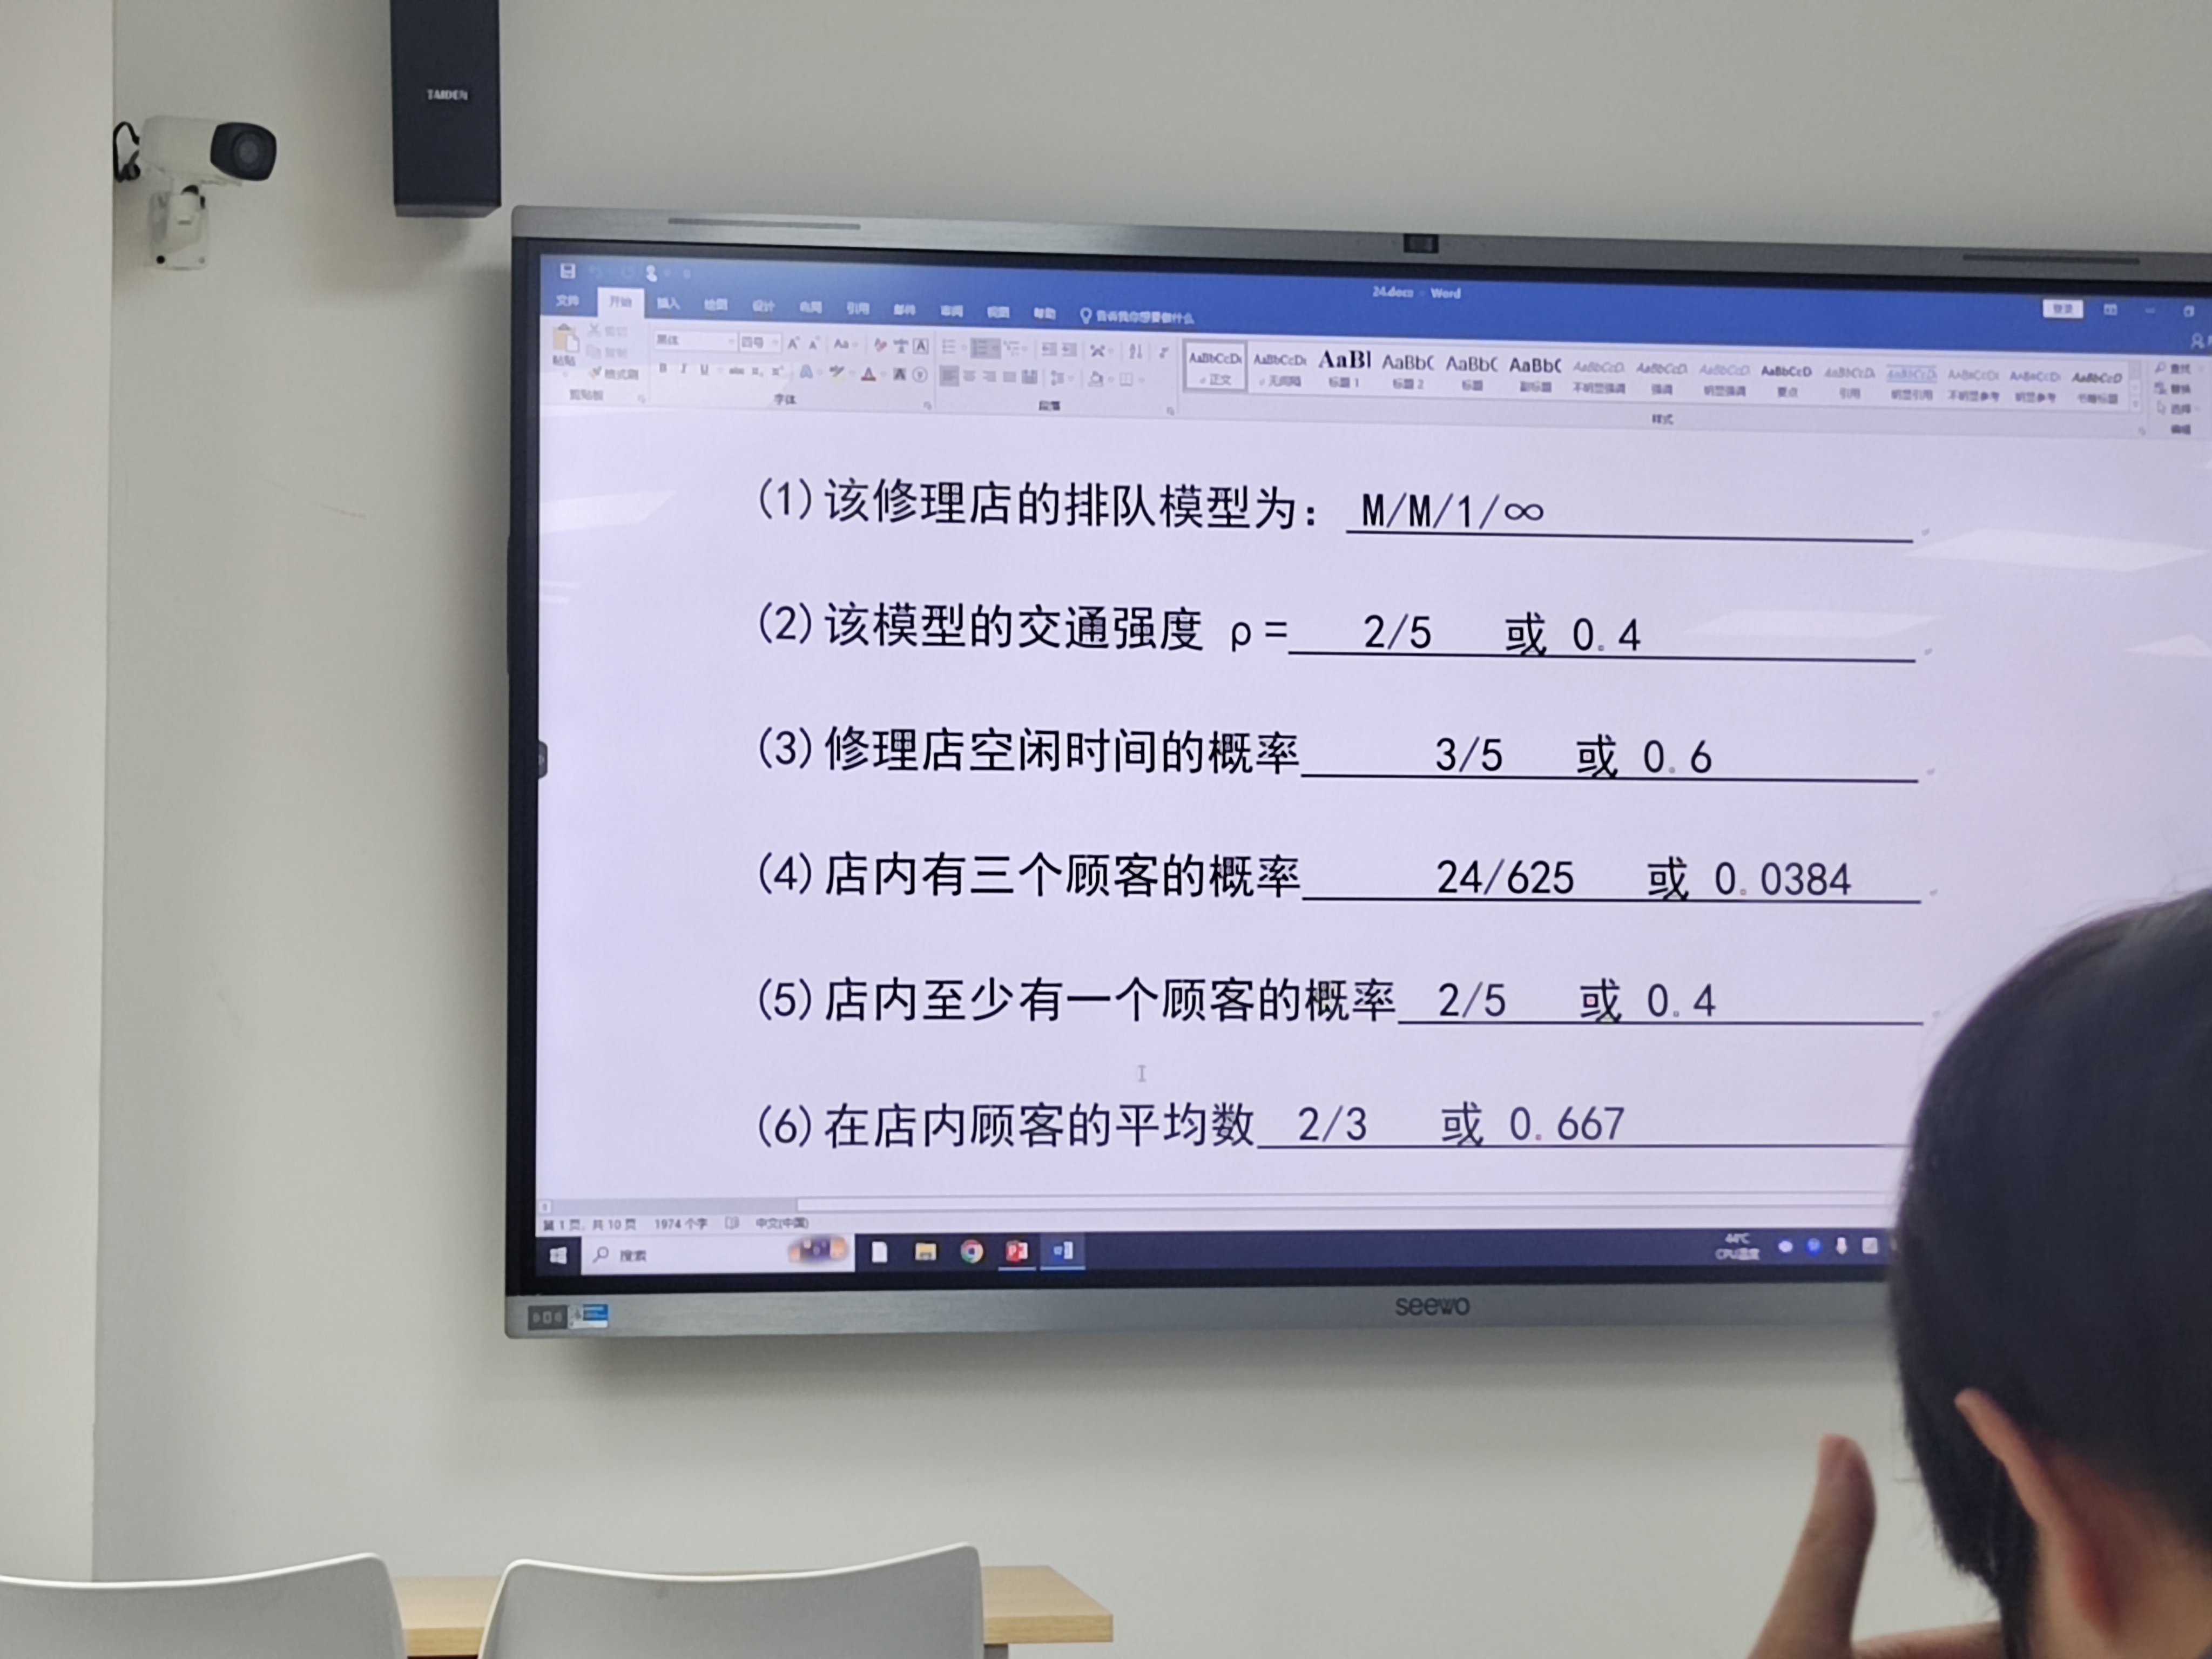 TAIDEN
24.docx - Word
登录
文件 开始 插入 绘图 设计 布局 引用 邮件 审阅 视图 帮助 告诉我你想要做什么
粘贴 剪切 复制 格式刷
黑体 四号
AaBbCcDc AaBbCcDc AaBl AaBbC AaBbC AaBbC AaBbCcD AaBbCcD AaBbCcD AaBbCcD AaBbCcD AaBbCcD AaBbCcD AaBbCcD AaBbCcD
正文 无间隔 标题 1 标题 2 标题 副标题 不明显强调 强调 明显强调 要点 引用 明显引用 不明显参考 明显参考 书籍标题
查找 替换 选择
剪贴板 字体 段落 样式 编辑
(1)该修理店的排队模型为： M/M/1/∞
(2)该模型的交通强度 ρ= 2/5 或 0.4
(3)修理店空闲时间的概率 3/5 或 0.6
(4)店内有三个顾客的概率 24/625 或 0.0384
(5)店内至少有一个顾客的概率 2/5 或 0.4
(6)在店内顾客的平均数 2/3 或 0.667
第 1 页，共 10 页 1974 个字 中文(中国)
搜索
44℃
CPU温度
seewo